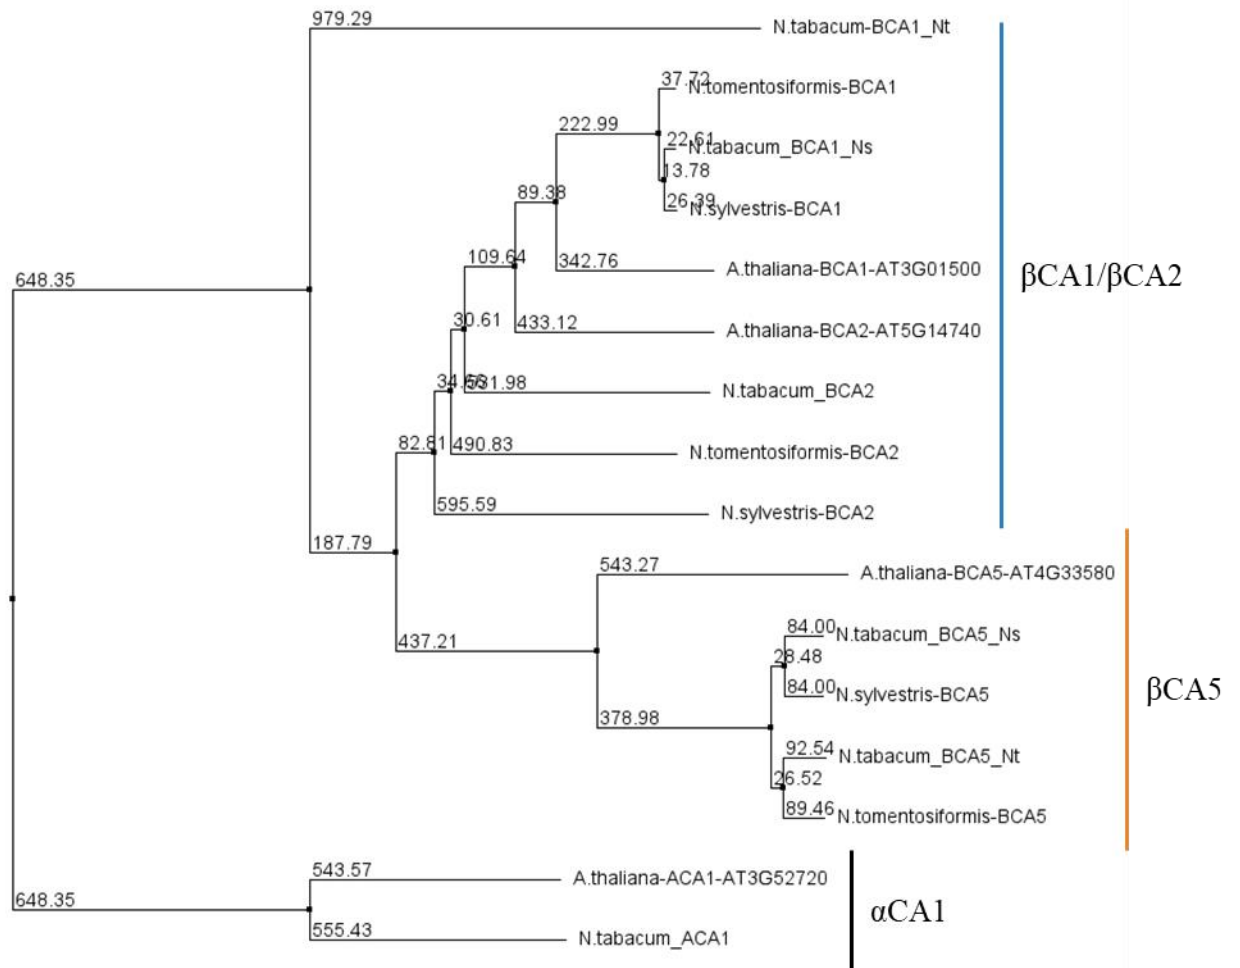 979.29
N.tabacum-BCA1_Nt
37.72
N.tomentosiformis-BCA1
222.99
22.61
N.tabacum_BCA1_Ns
13.78
89.38
26.39
N.sylvestris-BCA1
109.64
342.76
A.thaliana-BCA1-AT3G01500
648.35
βCA1/βCA2
30.61
433.12
A.thaliana-BCA2-AT5G14740
531.98
N.tabacum_BCA2
82.81
490.83
N.tomentosiformis-BCA2
595.59
N.sylvestris-BCA2
187.79
543.27
A.thaliana-BCA5-AT4G33580
437.21
84.00
N.tabacum_BCA5_Ns
28.48
84.00
N.sylvestris-BCA5
βCA5
378.98
92.54
N.tabacum_BCA5_Nt
26.52
89.46
N.tomentosiformis-BCA5
543.57
A.thaliana-ACA1-AT3G52720
648.35
αCA1
555.43
N.tabacum_ACA1